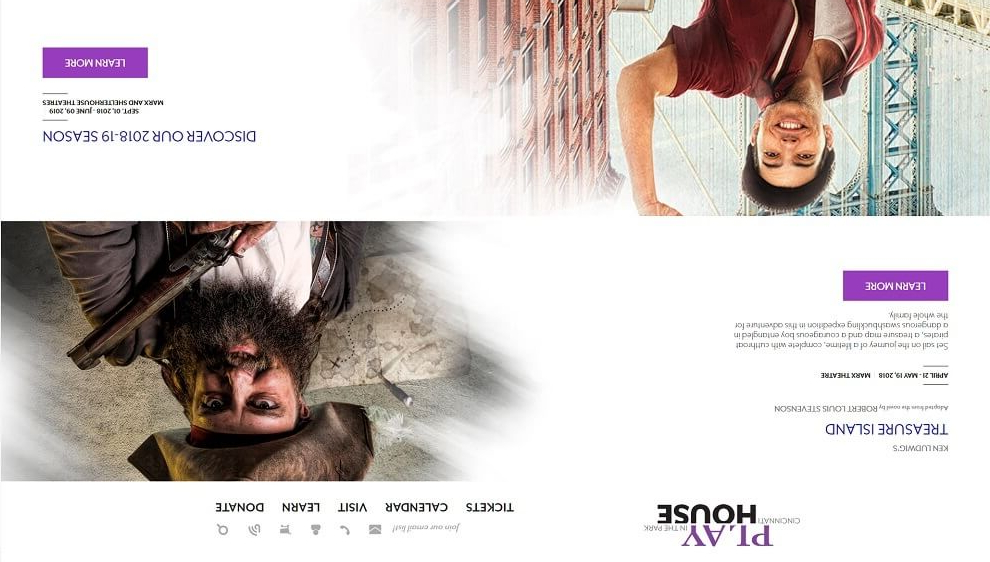 PLAY
CINCINNATI HOUSE IN THE PARK
join our email list!
TICKETS CALENDAR VISIT LEARN DONATE
KEN LUDWIG'S
TREASURE ISLAND
Adapted from the novel by ROBERT LOUIS STEVENSON
APRIL 21 - MAY 19, 2018 MARX THEATRE
Set sail on the journey of a lifetime, complete with cutthroat
pirates, a treasure map and a courageous boy entangled in
a dangerous swashbuckling expedition in this adventure for
the whole family.
LEARN MORE
DISCOVER OUR 2018-19 SEASON
SEPT. 01, 2018 - JUNE 09, 2019
MARX AND SHELTERHOUSE THEATRES
LEARN MORE